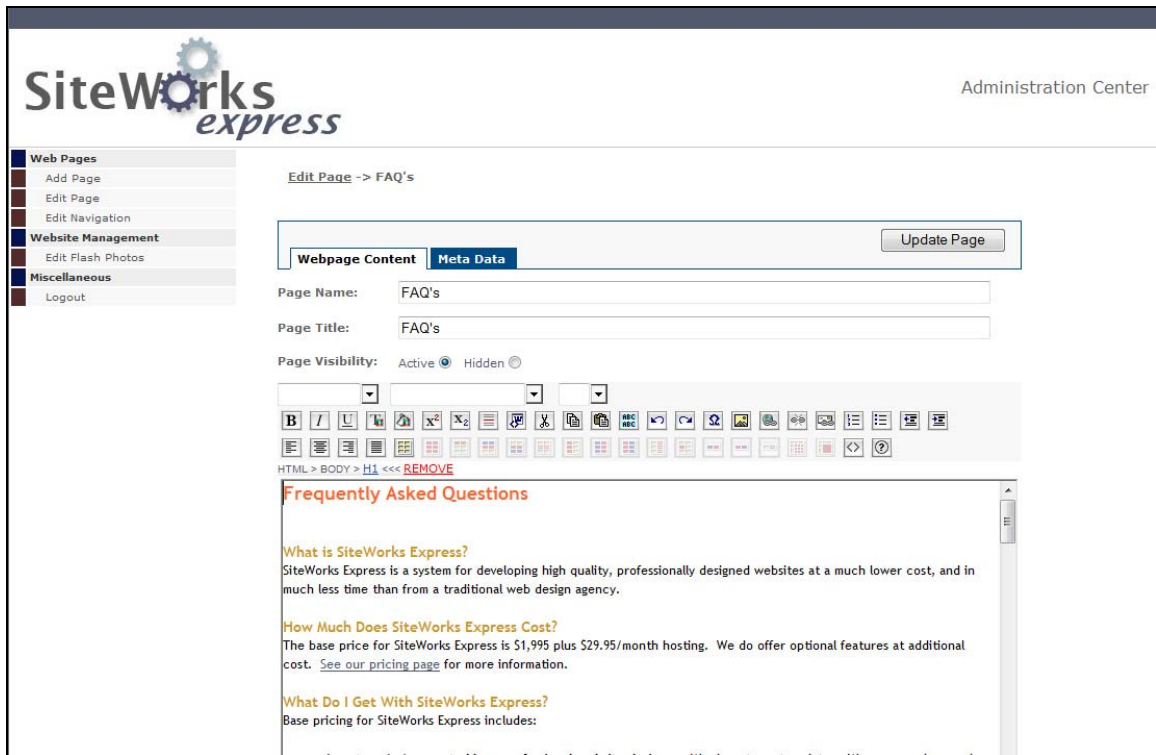 SiteWorks
express
Administration Center
Web Pages
Add Page
Edit Page
Edit Navigation
Website Management
Edit Flash Photos
Miscellaneous
Logout
Edit Page -> FAQ's
Update Page
Webpage Content Meta Data
Page Name: FAQ's
Page Title: FAQ's
Page Visibility: Active Hidden
B I U x² X₂ W ABC ABC Ω
<> ?
HTML > BODY > H1 <<< REMOVE
Frequently Asked Questions
What is SiteWorks Express?
SiteWorks Express is a system for developing high quality, professionally designed websites at a much lower cost, and in
much less time than from a traditional web design agency.
How Much Does SiteWorks Express Cost?
The base price for SiteWorks Express is $1,995 plus $29.95/month hosting. We do offer optional features at additional
cost. See our pricing page for more information.
What Do I Get With SiteWorks Express?
Base pricing for SiteWorks Express includes: